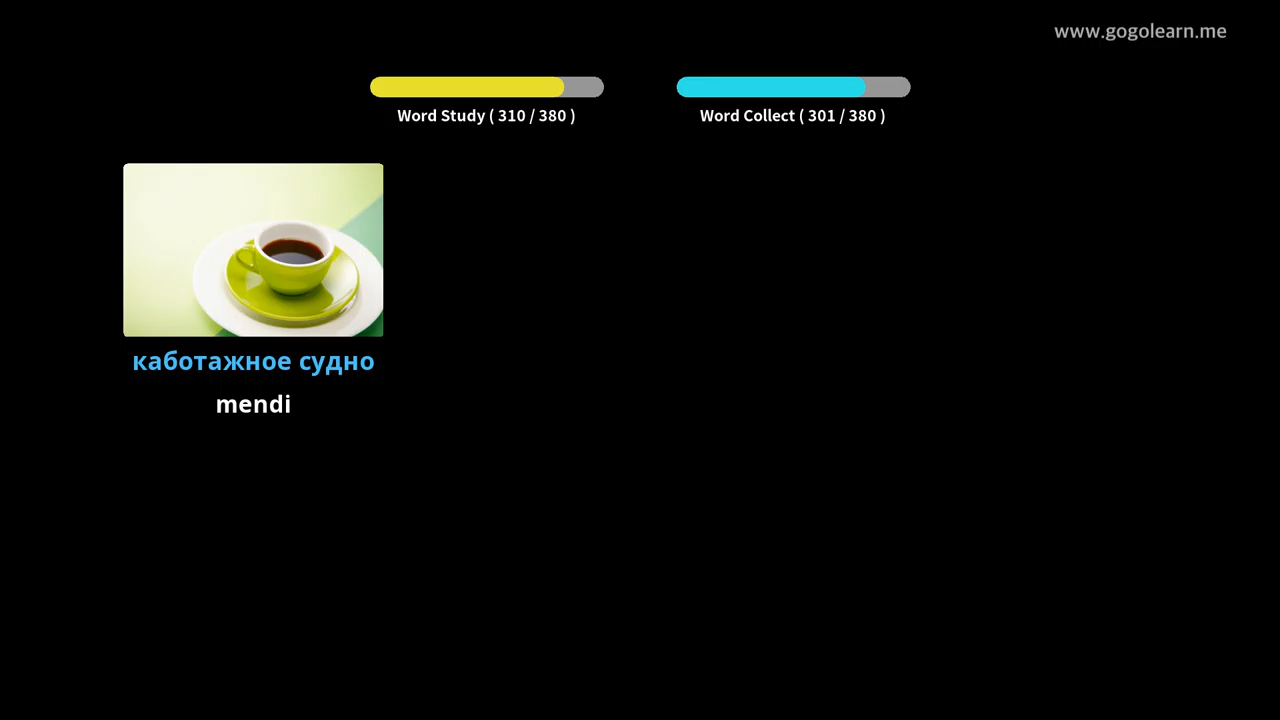 www.gogolearn.me
Word Study ( 310 / 380 )
Word Collect ( 301 / 380 )
каботажное судно
mendi